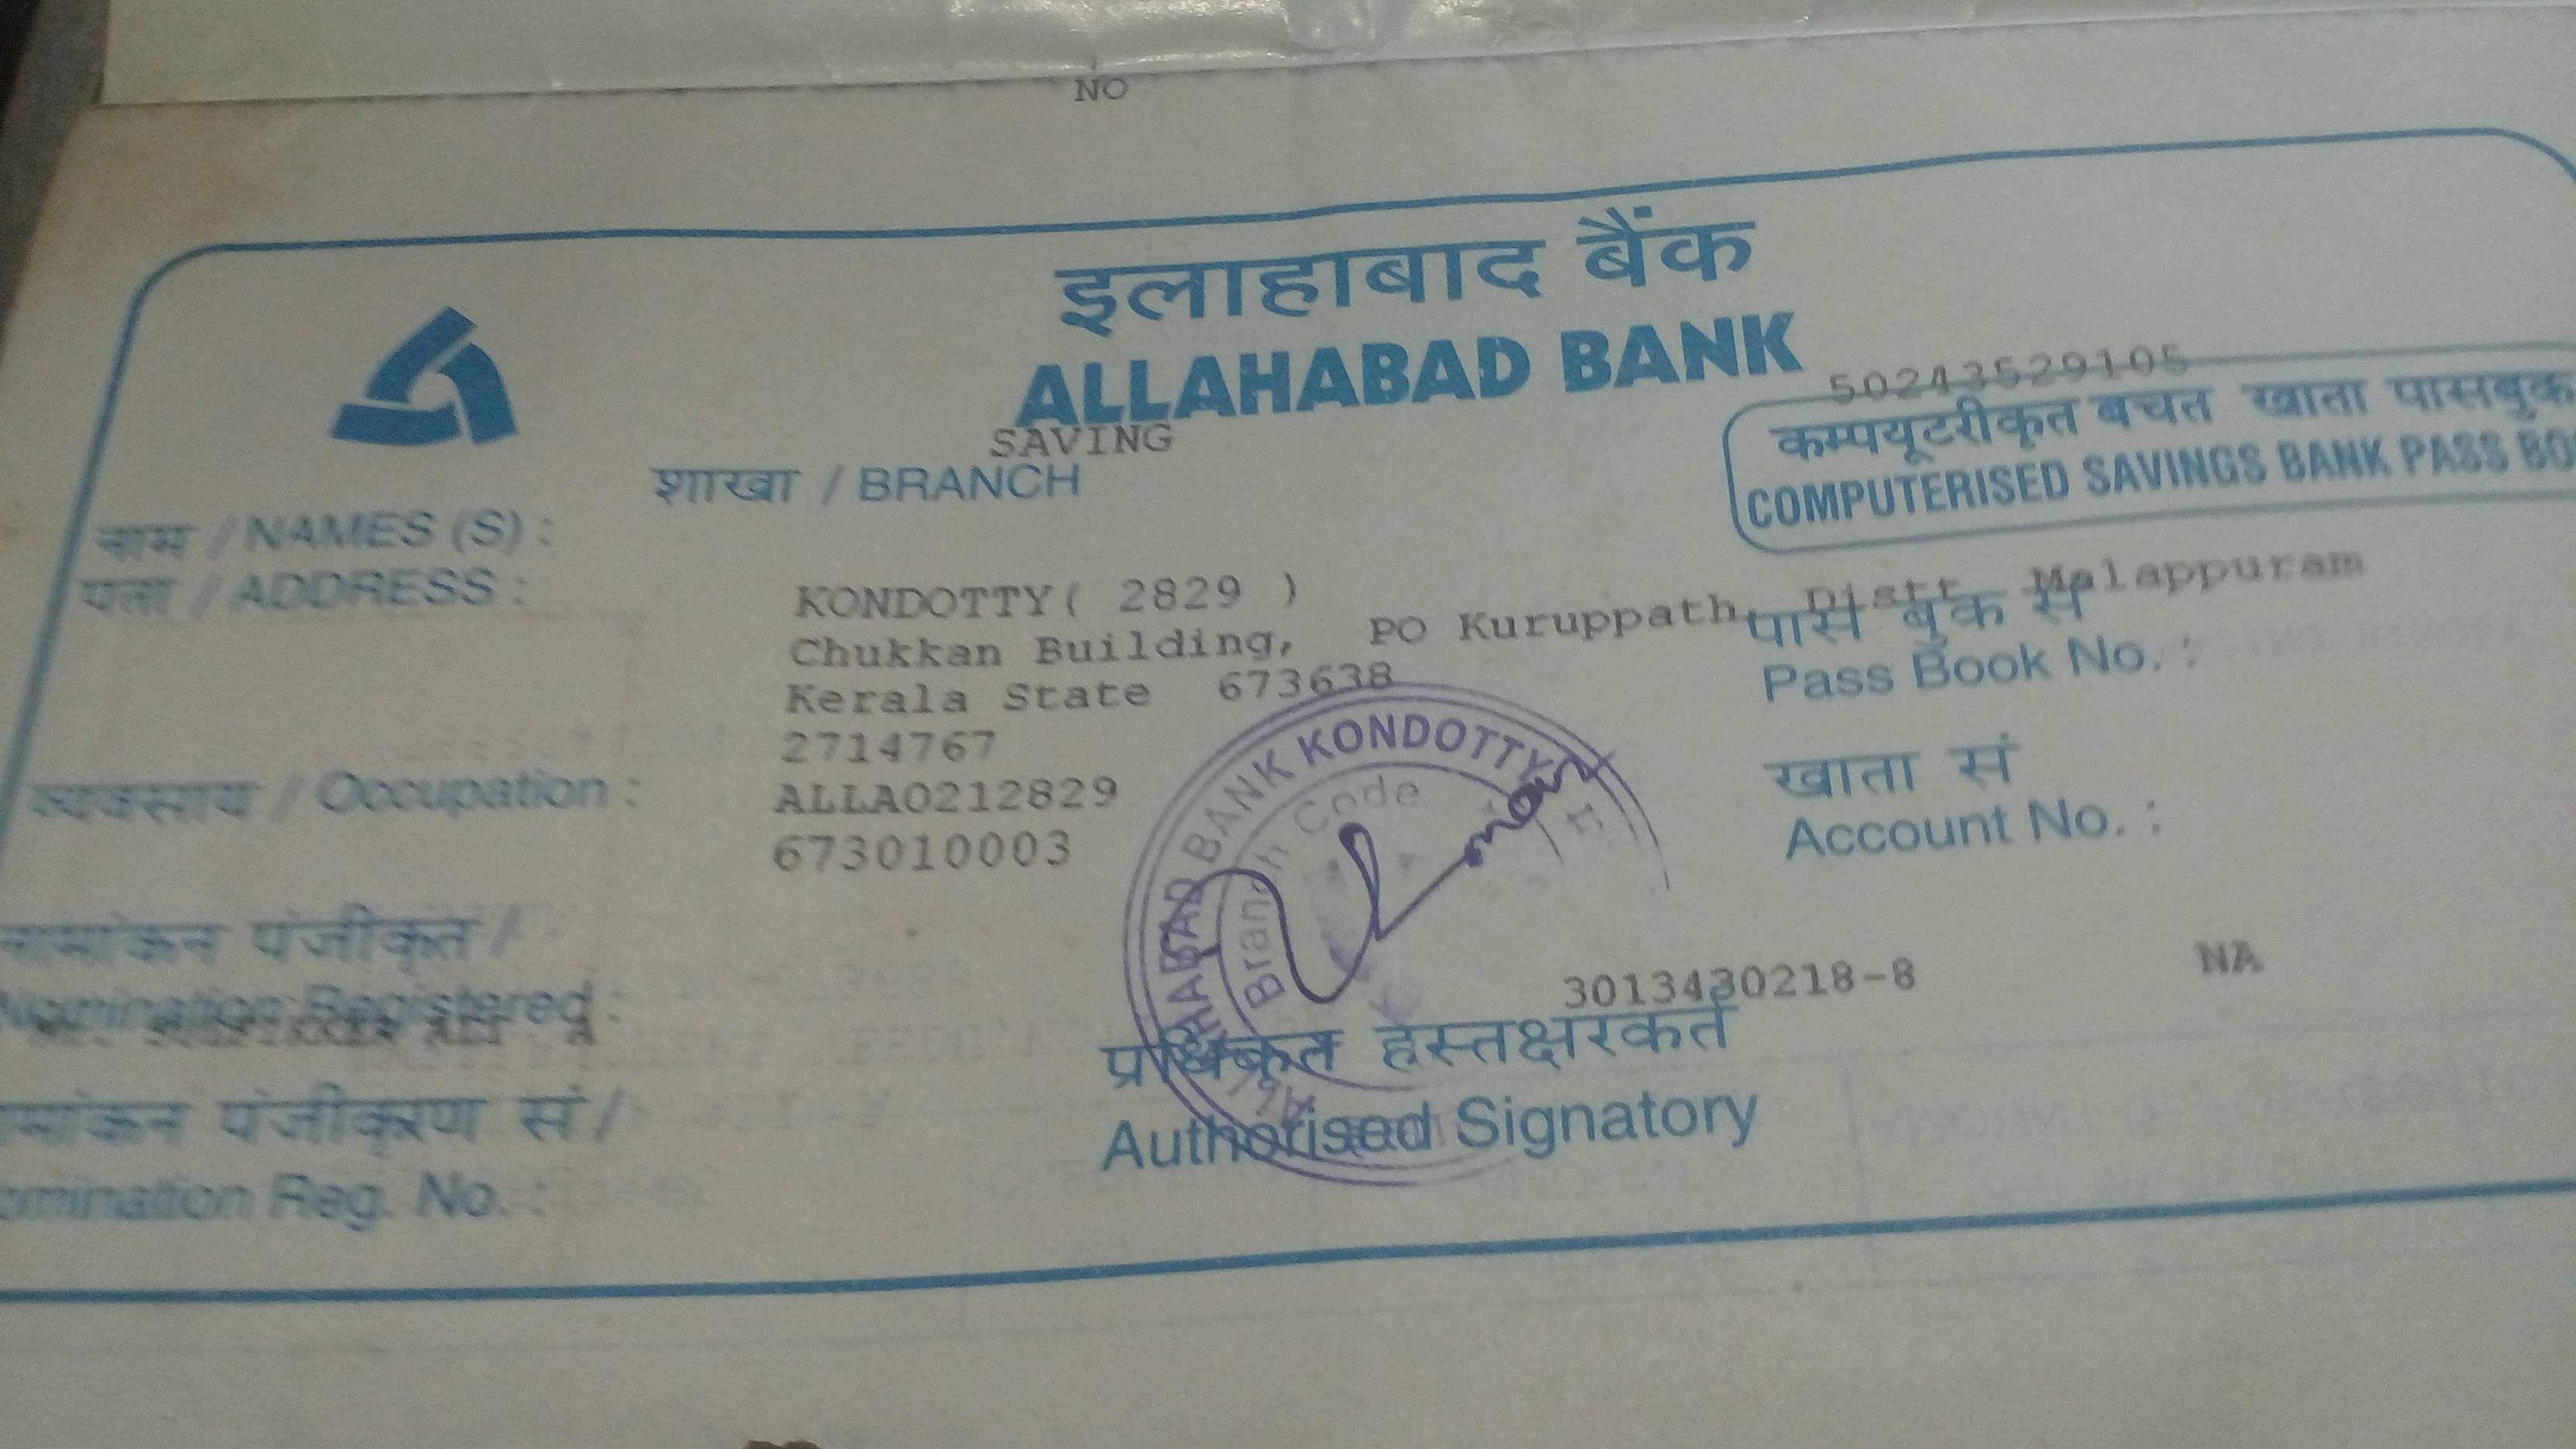 NO
इलाहाबाद बैंक
ALLAHABAD BANK
50243529105
SAVING
कम्पयूटरीकृत बचत खाता पासबुक
COMPUTERISED SAVINGS BANK PASS BO
शाखा / BRANCH
नाम / NAMES (S) :
पता / ADDRESS :
KONDOTTY( 2829 )
Chukkan Building, PO Kuruppath, Distt. Malappuram
Kerala State 673638
पास बुक सं
Pass Book No. :
2714767
खाता सं
Account No. :
व्यवसाय / Occupation :
ALLA0212829
673010003
ALLAHABAD BANK KONDOTTY
Branch Code
नामांकन पंजीकृत /
Nomination Registered :
3013430218-8 NA
प्राधिकृत हस्तक्षरकर्त
Authorised Signatory
मांकन पंजीकरण सं /
omination Reg. No. :